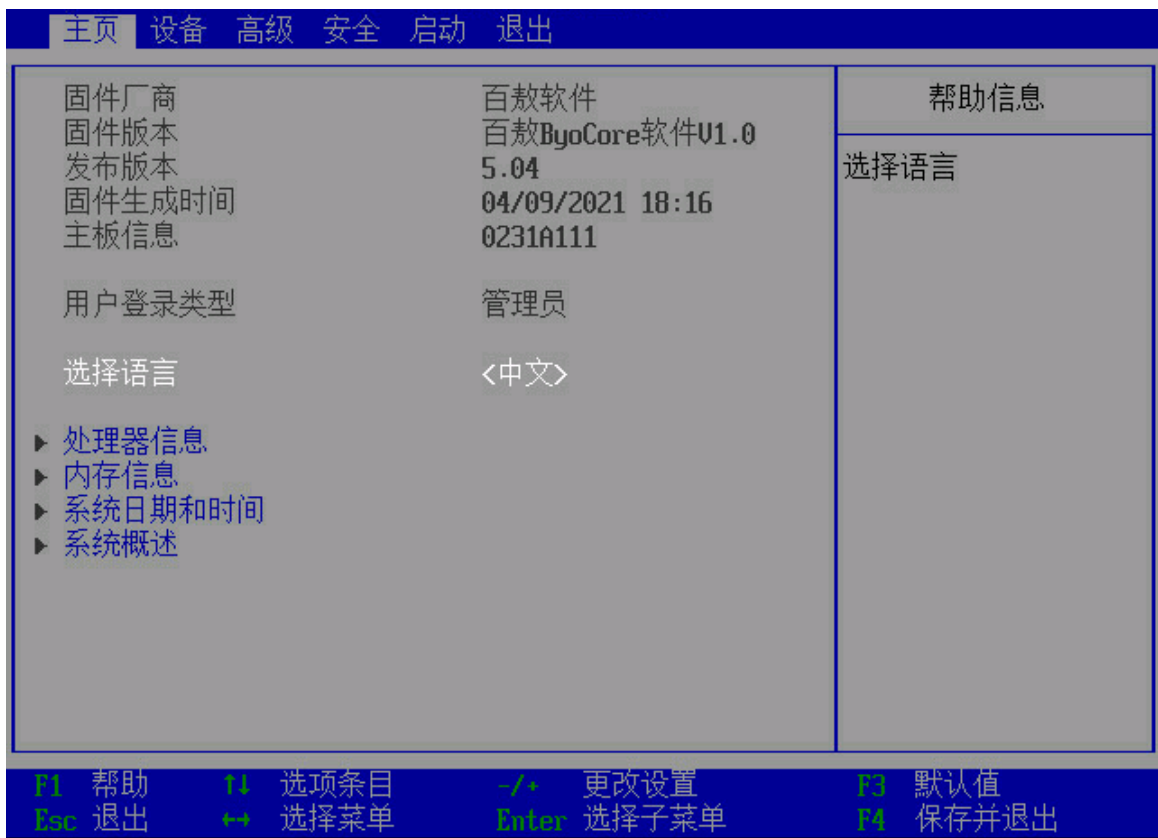 主页 设备 高级 安全 启动 退出
固件厂商 百敖软件
固件版本 百敖ByoCore软件V1.0
发布版本 5.04
固件生成时间 04/09/2021 18:16
主板信息 0231A111
用户登录类型 管理员
选择语言 <中文>
处理器信息
内存信息
系统日期和时间
系统概述
帮助信息
选择语言
F1 帮助 ↑↓ 选项条目 -/+ 更改设置 F3 默认值
Esc 退出 ←→ 选择菜单 Enter 选择子菜单 F4 保存并退出